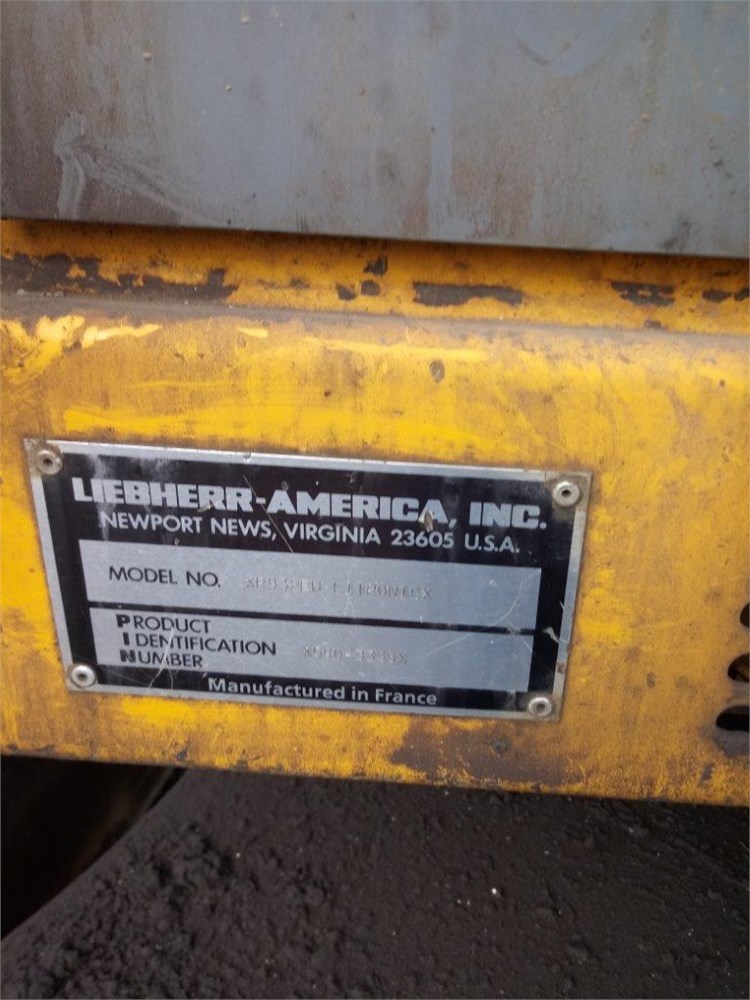 LIEBHERR-AMERICA, INC.
NEWPORT NEWS, VIRGINIA 23605 U.S.A.
MODEL NO.
PRODUCT
IDENTIFICATION
NUMBER
Manufactured in France